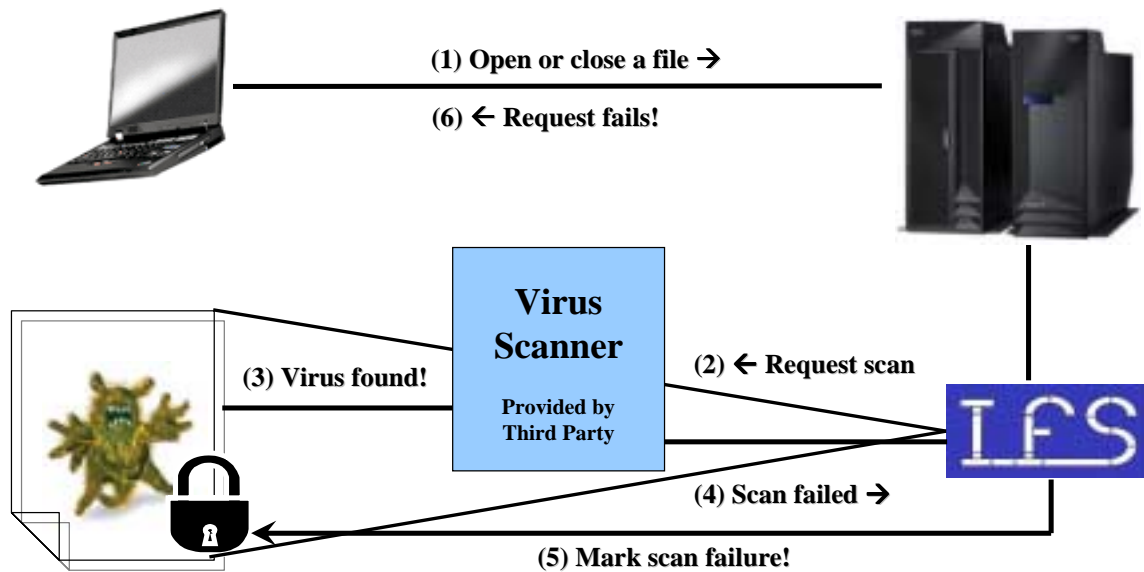 (1) Open or close a file →
(6) ← Request fails!
Virus
Scanner
Provided by
Third Party
(2) ← Request scan
(3) Virus found!
IFS
(4) Scan failed →
(5) Mark scan failure!